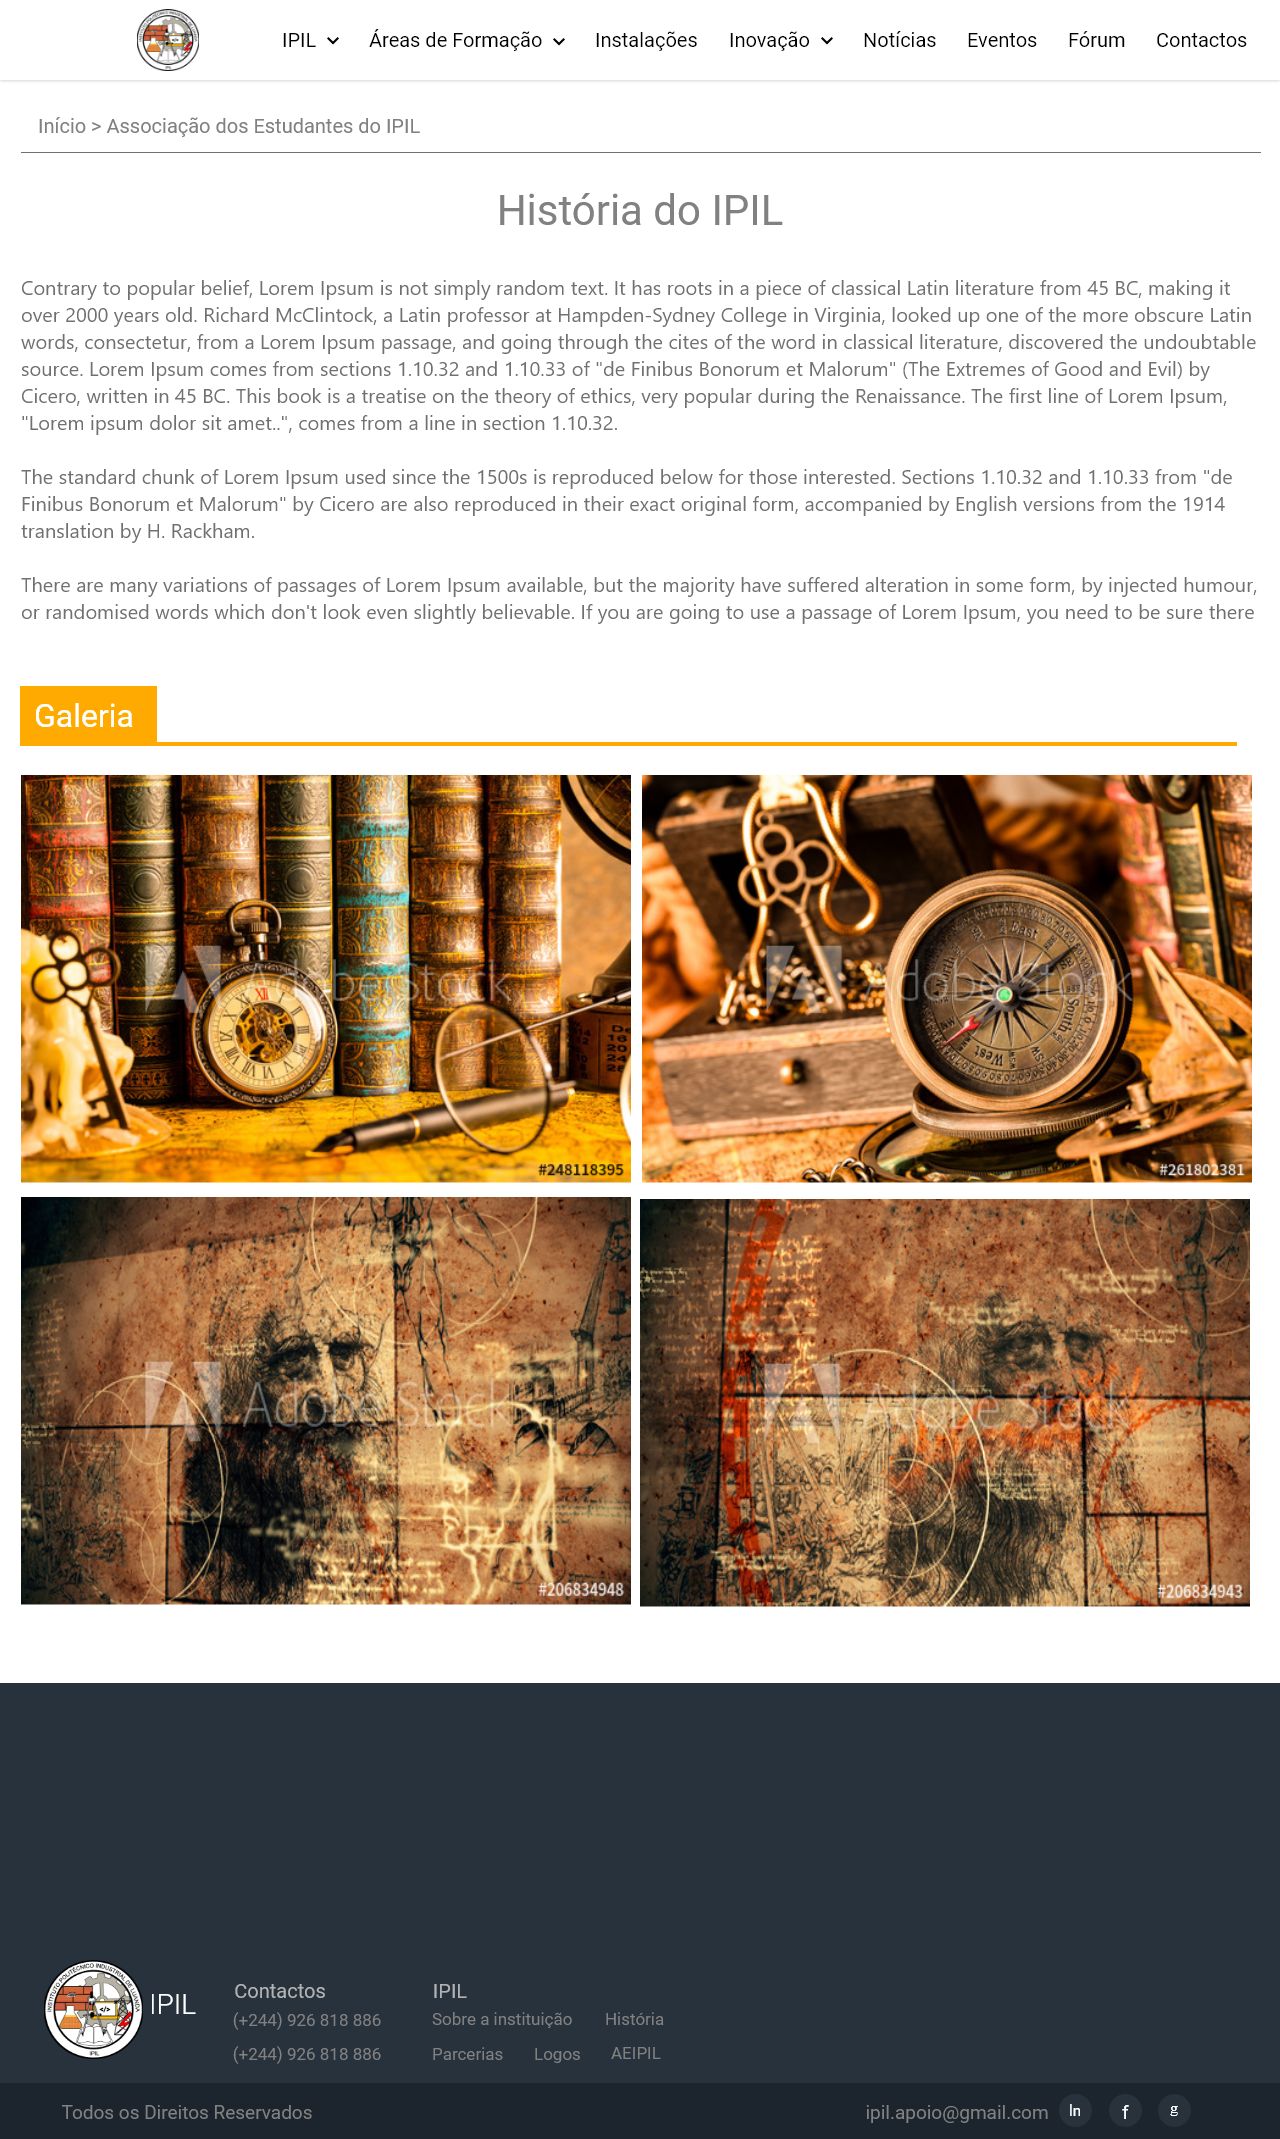 IPIL Áreas de Formação Instalações Inovação Notícias Eventos Fórum Contactos
Início > Associação dos Estudantes do IPIL
História do IPIL
Contrary to popular belief, Lorem Ipsum is not simply random text. It has roots in a piece of classical Latin literature from 45 BC, making it
over 2000 years old. Richard McClintock, a Latin professor at Hampden-Sydney College in Virginia, looked up one of the more obscure Latin
words, consectetur, from a Lorem Ipsum passage, and going through the cites of the word in classical literature, discovered the undoubtable
source. Lorem Ipsum comes from sections 1.10.32 and 1.10.33 of "de Finibus Bonorum et Malorum" (The Extremes of Good and Evil) by
Cicero, written in 45 BC. This book is a treatise on the theory of ethics, very popular during the Renaissance. The first line of Lorem Ipsum,
"Lorem ipsum dolor sit amet..", comes from a line in section 1.10.32.
The standard chunk of Lorem Ipsum used since the 1500s is reproduced below for those interested. Sections 1.10.32 and 1.10.33 from "de
Finibus Bonorum et Malorum" by Cicero are also reproduced in their exact original form, accompanied by English versions from the 1914
translation by H. Rackham.
There are many variations of passages of Lorem Ipsum available, but the majority have suffered alteration in some form, by injected humour,
or randomised words which don't look even slightly believable. If you are going to use a passage of Lorem Ipsum, you need to be sure there
Galeria
Adobe Stock
#248118395
East
South
West
North
SW
Adobe Stock
#261802381
Adobe Stock
#206834948
Adobe Stock
#206834943
INSTITUTO POLITÉCNICO INDUSTRIAL DE LUANDA
IPIL
IPIL
Contactos
(+244) 926 818 886
(+244) 926 818 886
IPIL
Sobre a instituição História
Parcerias Logos AEIPIL
Todos os Direitos Reservados
ipil.apoio@gmail.com
In f g